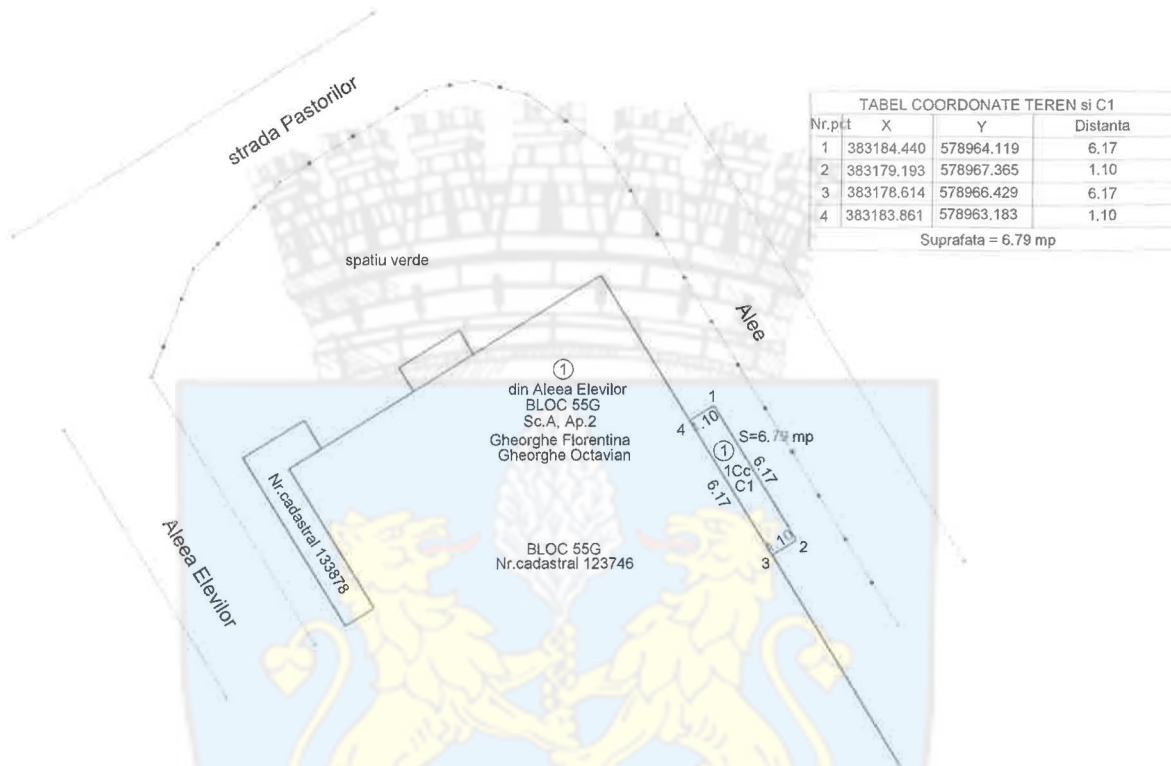 strada Pastorilor
TABEL COORDONATE TEREN si C1
Nr.pct X Y Distanta
1 383184.440 578964.119 6.17
2 383179.193 578967.365 1.10
3 383178.614 578966.429 6.17
4 383183.861 578963.183 1.10
Suprafata = 6.79 mp
spatiu verde
Alee
1
din Aleea Elevilor
BLOC 55G
Sc.A, Ap.2
Gheorghe Florentina
Gheorghe Octavian
1
4
.10
S=6.79 mp
1
1Cc
C1
6.17
6.17
.10
2
3
Nr.cadastral 133878
Aleea Elevilor
BLOC 55G
Nr.cadastral 123746